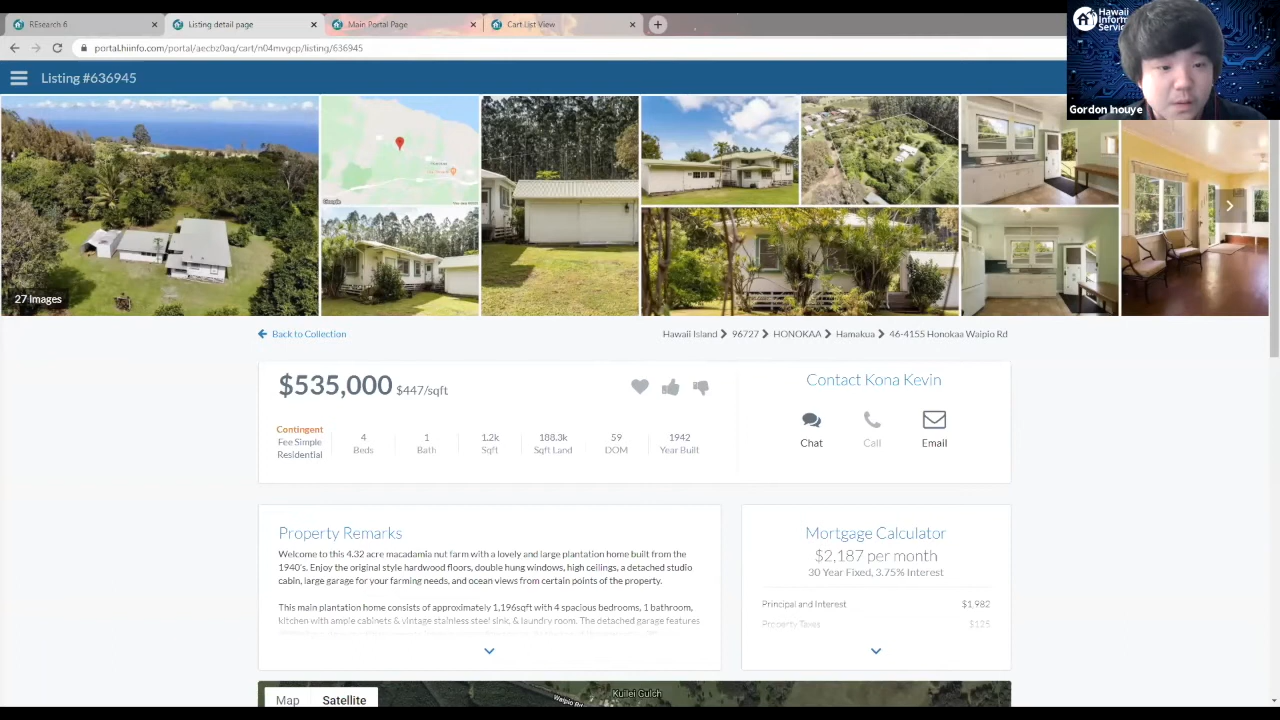 REsearch 6
Listing detail page
Main Portal Page
Cart List View
portal.hiinfo.com/portal/aecbz0aq/cart/n04mvgcp/listing/636945
Hawaii
Inform
Servic
Gordon Inouye
Listing #636945
27 Images
Back to Collection
Hawaii Island > 96727 > HONOKAA > Hamakua > 46-4155 Honokaa Waipio Rd
$535,000 $447/sqft
Contingent
Fee Simple
Residential
4
Beds
1
Bath
1.2k
Sqft
188.3k
Sqft Land
59
DOM
1942
Year Built
Contact Kona Kevin
Chat
Call
Email
Property Remarks
Welcome to this 4.32 acre macadamia nut farm with a lovely and large plantation home built from the
1940's. Enjoy the original style hardwood floors, double hung windows, high ceilings, a detached studio
cabin, large garage for your farming needs, and ocean views from certain points of the property.
This main plantation home consists of approximately 1,196sqft with 4 spacious bedrooms, 1 bathroom,
kitchen with ample cabinets & vintage stainless steel sink, & laundry room. The detached garage features
Mortgage Calculator
$2,187 per month
30 Year Fixed, 3.75% Interest
Principal and Interest
$1,982
Property Taxes
$125
Map
Satellite
Waipio Rd
Kuilei Gulch